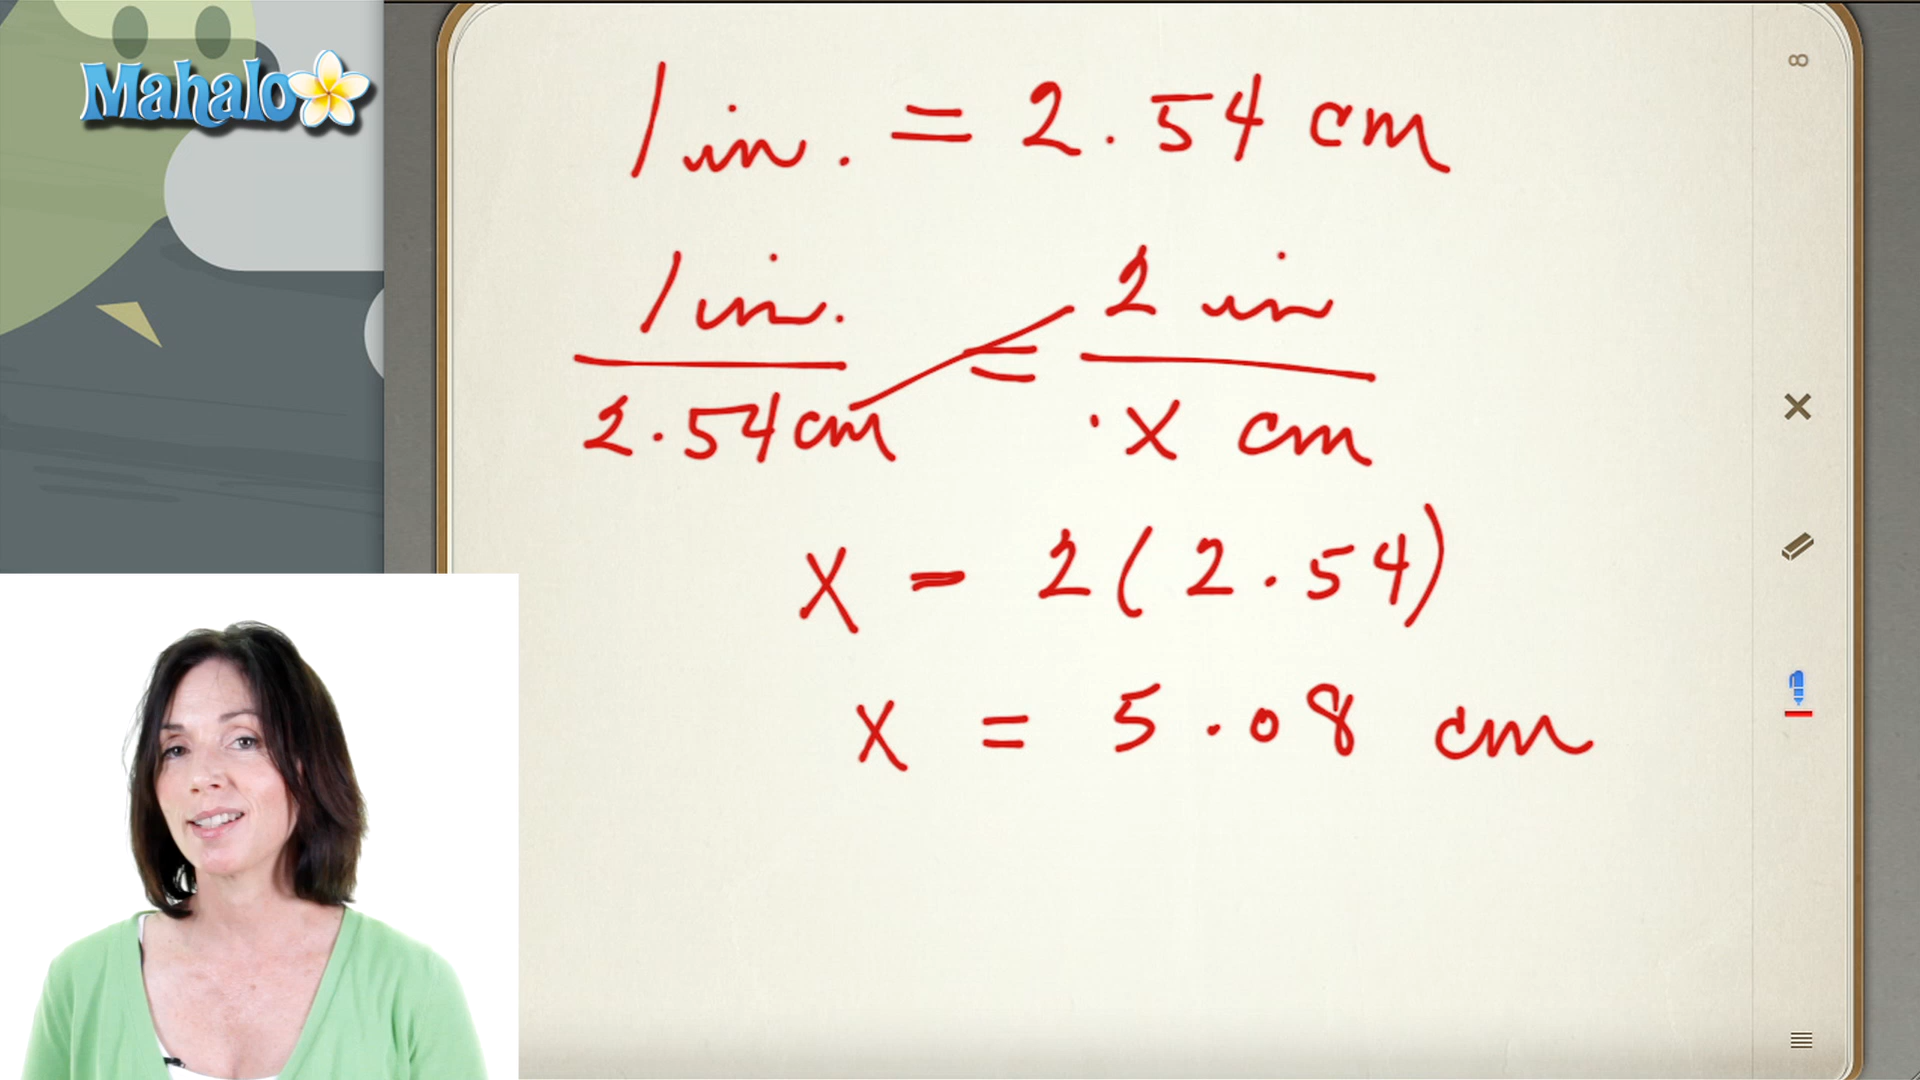 Mahalo
1 in. = 2.54 cm
1 in. = 2 in
2.54 cm x cm
x = 2(2.54)
x = 5.08 cm
8